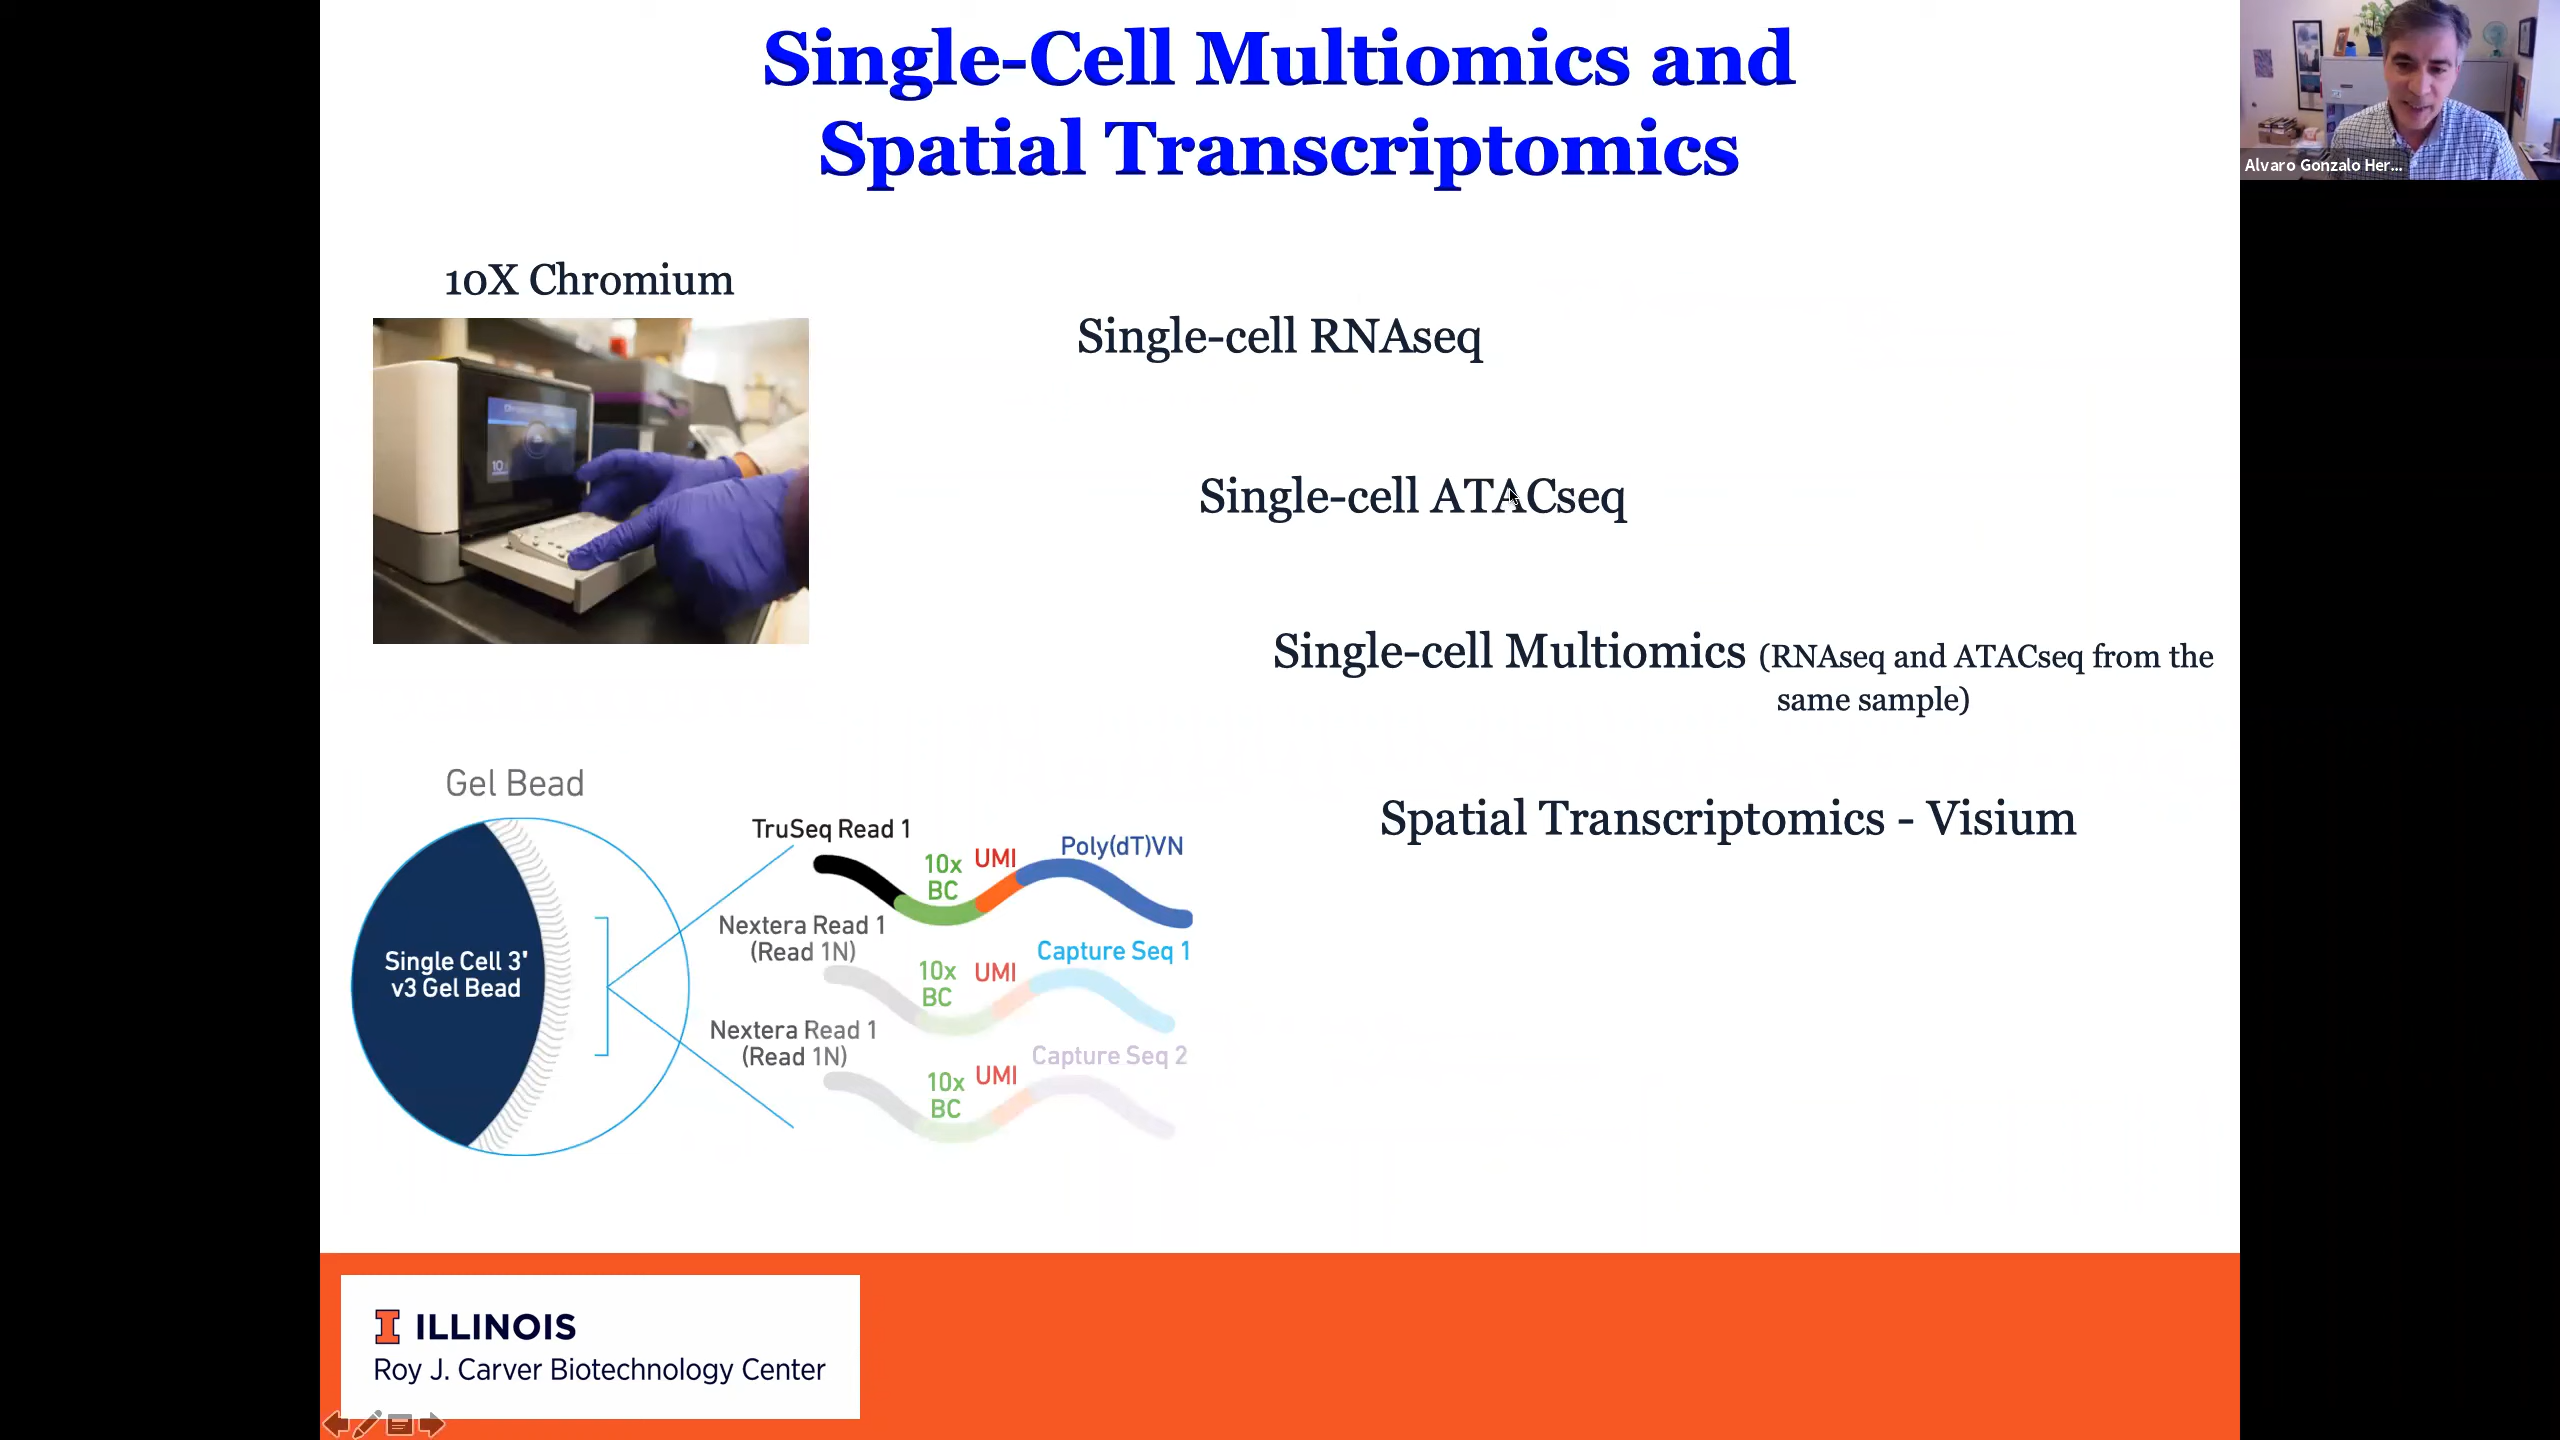 Single-Cell Multiomics and
Spatial Transcriptomics
Alvaro Gonzalo Her...
10X Chromium
10
Single-cell RNAseq
Single-cell ATACseq
Single-cell Multiomics (RNAseq and ATACseq from the
same sample)
Spatial Transcriptomics - Visium
Gel Bead
Single Cell 3'
v3 Gel Bead
TruSeq Read 1
10x
BC
UMI
Poly(dT)VN
Nextera Read 1
(Read 1N)
10x
BC
UMI
Capture Seq 1
Nextera Read 1
(Read 1N)
10x
BC
UMI
Capture Seq 2
I ILLINOIS
Roy J. Carver Biotechnology Center